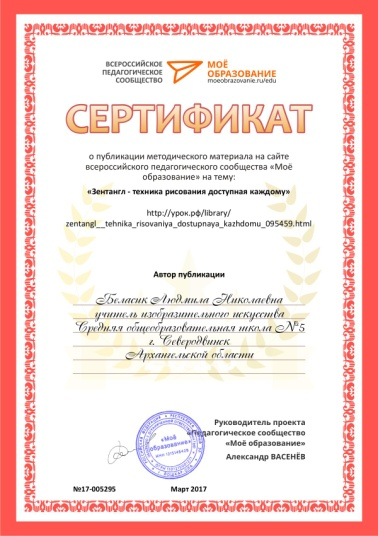 ВСЕРОССИЙСКОЕ
ПЕДАГОГИЧЕСКОЕ
СООБЩЕСТВО
МОЁ
ОБРАЗОВАНИЕ
moeobrazovanie.ru/edu
СЕРТИФИКАТ
о публикации методического материала на сайте
всероссийского педагогического сообщества «Моё
образование» на тему:
«Зентангл - техника рисования доступная каждому»
http://урок.рф/library/
zentangl__tehnika_risovaniya_dostupnaya_kazhdomu_095459.html
Автор публикации
Беласик Людмила Николаевна
учитель изобразительного искусства
Средняя общеобразовательная школа №5
г. Северодвинск
Архангельской области
«Моё
Образование»
Руководитель проекта
«Педагогическое сообщество
«Моё образование»
Александр ВАСЕНЁВ
№17-005295
Март 2017